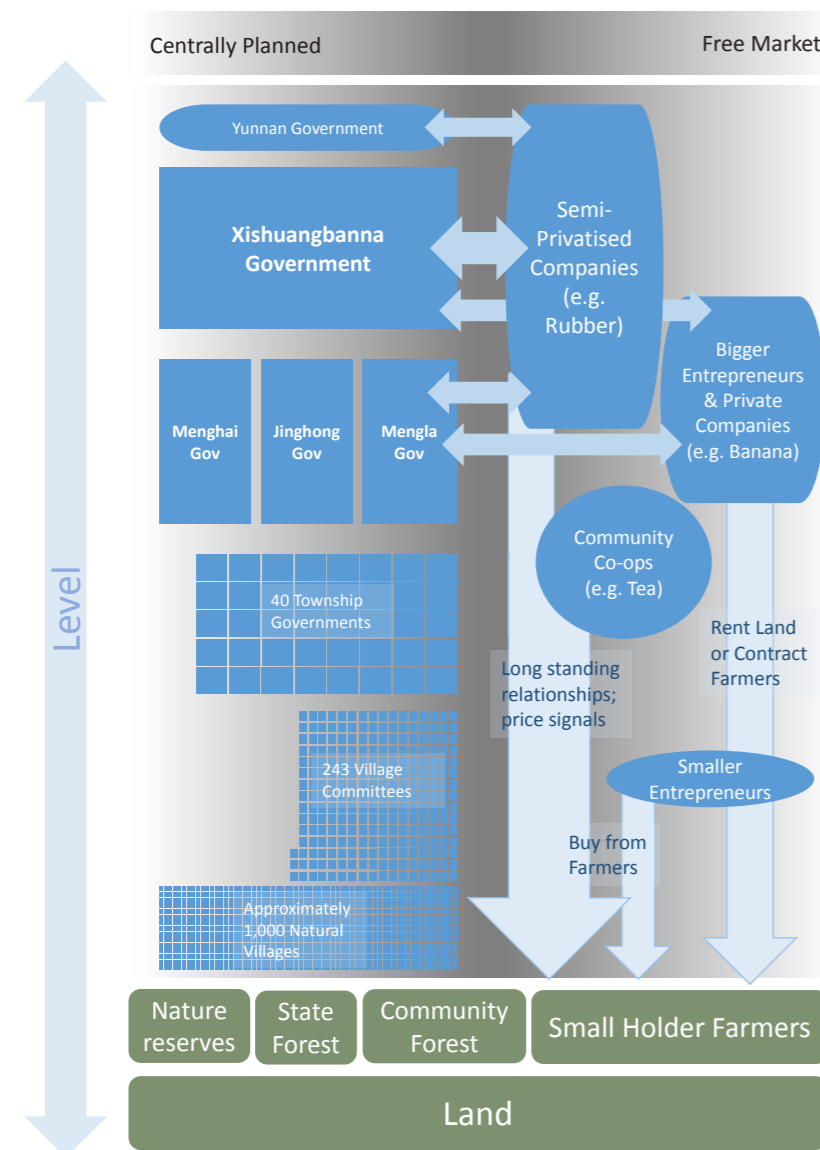 Centrally Planned
Free Market
Level
Yunnan Government
Xishuangbanna
Government
Semi-
Privatised
Companies
(e.g.
Rubber)
Bigger
Entrepreneurs
& Private
Companies
(e.g. Banana)
Menghai
Gov
Jinghong
Gov
Mengla
Gov
Community
Co-ops
(e.g. Tea)
40 Township
Governments
Rent Land
or Contract
Farmers
Long standing
relationships;
price signals
243 Village
Committees
Smaller
Entrepreneurs
Buy from
Farmers
Approximately
1,000 Natural
Villages
Nature
reserves
State
Forest
Community
Forest
Small Holder Farmers
Land